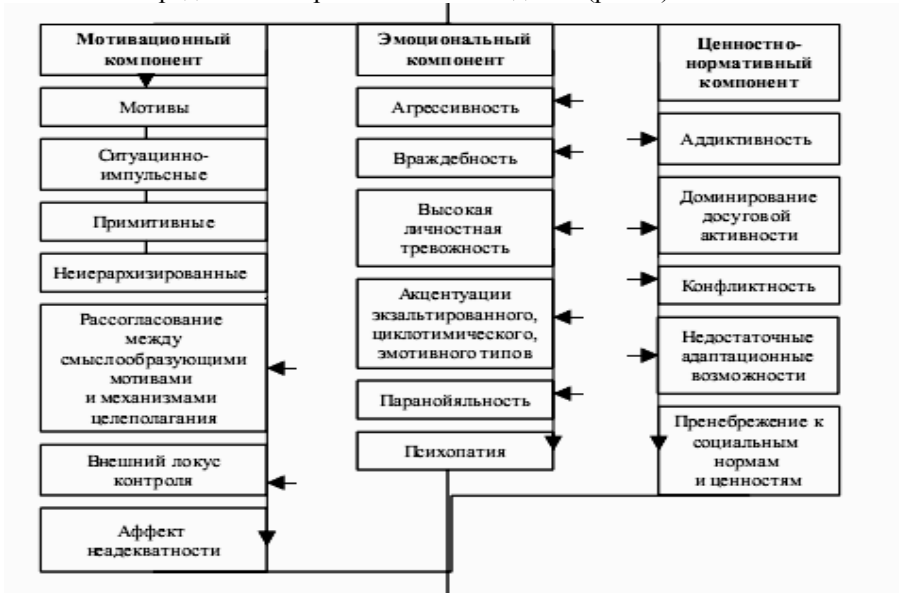 Мотивационный
компонент
Мотивы
Ситуацинно-
импульсные
Примитивные
Неиерархизированные
Рассогласование
между
смыслообразующими
мотивами
и механизмами
целеполагания
Внешний локус
контроля
Аффект
неадекватности
Эмоциональный
компонент
Агрессивность
Враждебность
Высокая
личностная
тревожность
Акцентуации
экзальтированного,
циклотимического,
эмотивного типов
Паранойяльность
Психопатия
Ценностно-
нормативный
компонент
Аддиктивность
Доминирование
досуговой
активности
Конфликтность
Недостаточные
адаптационные
возможности
Пренебрежение к
социальным
нормам
и ценностям